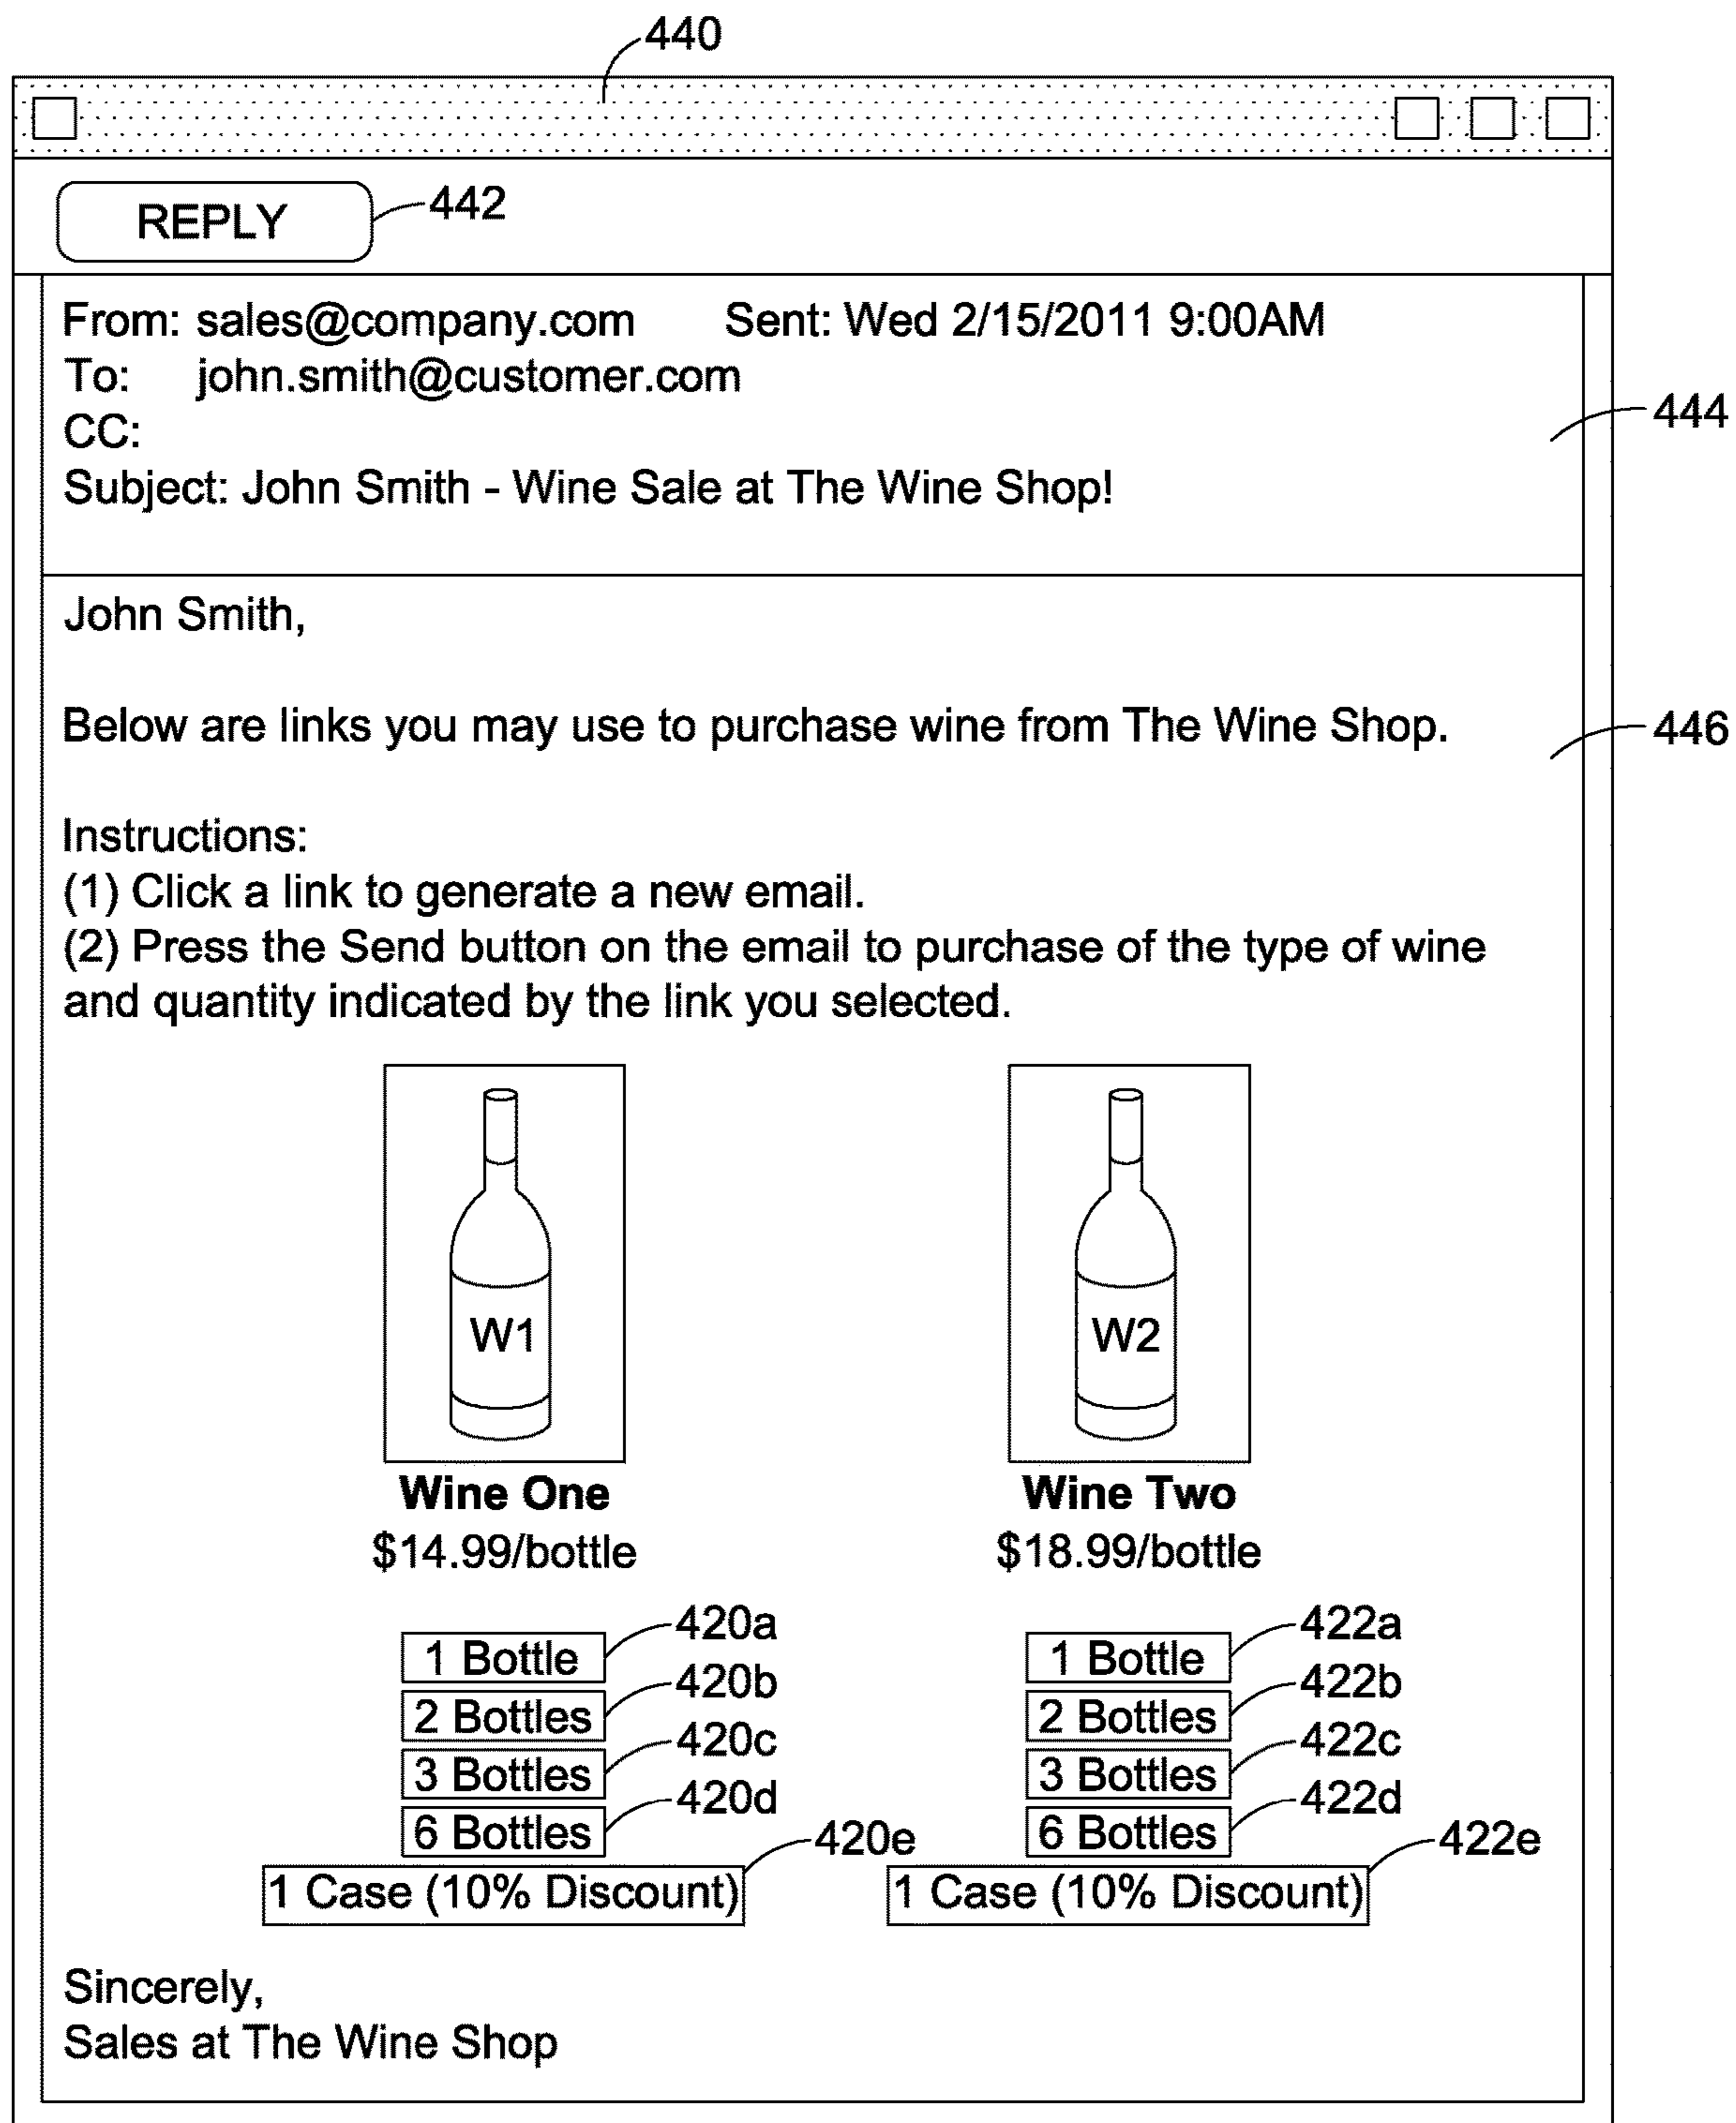 440
REPLY 442
From: sales@company.com Sent: Wed 2/15/2011 9:00AM
To: john.smith@customer.com
CC:
444
Subject: John Smith - Wine Sale at The Wine Shop!
John Smith,
Below are links you may use to purchase wine from The Wine Shop.
446
Instructions:
(1) Click a link to generate a new email.
(2) Press the Send button on the email to purchase of the type of wine
and quantity indicated by the link you selected.
W1 W2
Wine One Wine Two
$14.99/bottle $18.99/bottle
1 Bottle 420a 1 Bottle 422a
2 Bottles 420b 2 Bottles 422b
3 Bottles 420c 3 Bottles 422c
6 Bottles 420d 6 Bottles 422d
1 Case (10% Discount) 420e 1 Case (10% Discount) 422e
Sincerely,
Sales at The Wine Shop